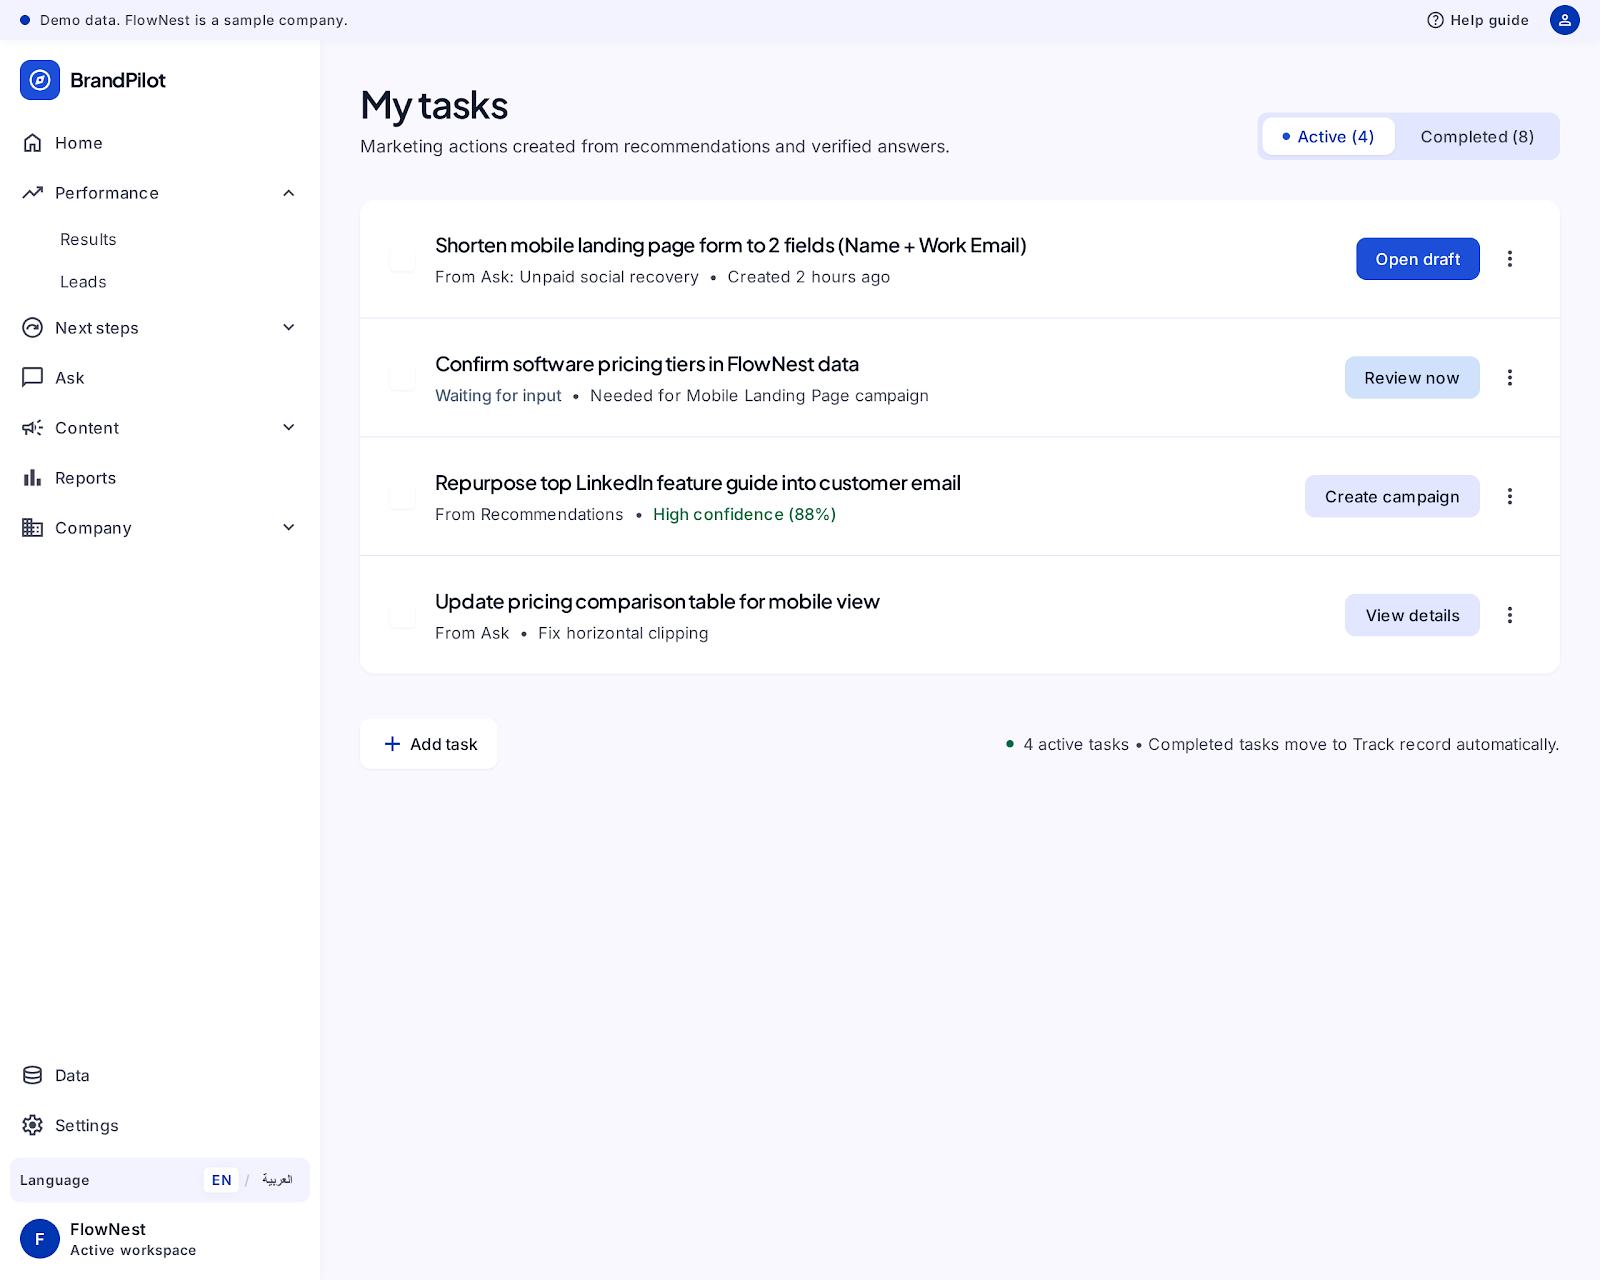 Demo data. FlowNest is a sample company.
Help guide
BrandPilot
Home
Performance
Results
Leads
Next steps
Ask
Content
Reports
Company
Data
Settings
Language EN / العربية
F
FlowNest
Active workspace
My tasks
Marketing actions created from recommendations and verified answers.
• Active (4) Completed (8)
Shorten mobile landing page form to 2 fields (Name + Work Email)
From Ask: Unpaid social recovery • Created 2 hours ago
Open draft
Confirm software pricing tiers in FlowNest data
Waiting for input • Needed for Mobile Landing Page campaign
Review now
Repurpose top LinkedIn feature guide into customer email
From Recommendations • High confidence (88%)
Create campaign
Update pricing comparison table for mobile view
From Ask • Fix horizontal clipping
View details
Add task
4 active tasks • Completed tasks move to Track record automatically.